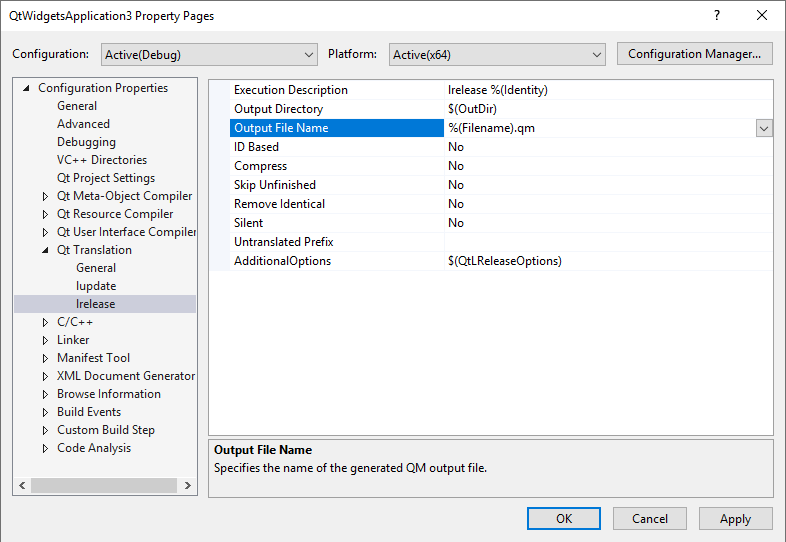 QtWidgetsApplication3 Property Pages
Configuration: Active(Debug) Platform: Active(x64) Configuration Manager...
Configuration Properties
General
Advanced
Debugging
VC++ Directories
Qt Project Settings
Qt Meta-Object Compiler
Qt Resource Compiler
Qt User Interface Compiler
Qt Translation
General
lupdate
lrelease
C/C++
Linker
Manifest Tool
XML Document Generator
Browse Information
Build Events
Custom Build Step
Code Analysis
Execution Description lrelease %(Identity)
Output Directory $(OutDir)
Output File Name %(Filename).qm
ID Based No
Compress No
Skip Unfinished No
Remove Identical No
Silent No
Untranslated Prefix
AdditionalOptions $(QtLReleaseOptions)
Output File Name
Specifies the name of the generated QM output file.
OK Cancel Apply